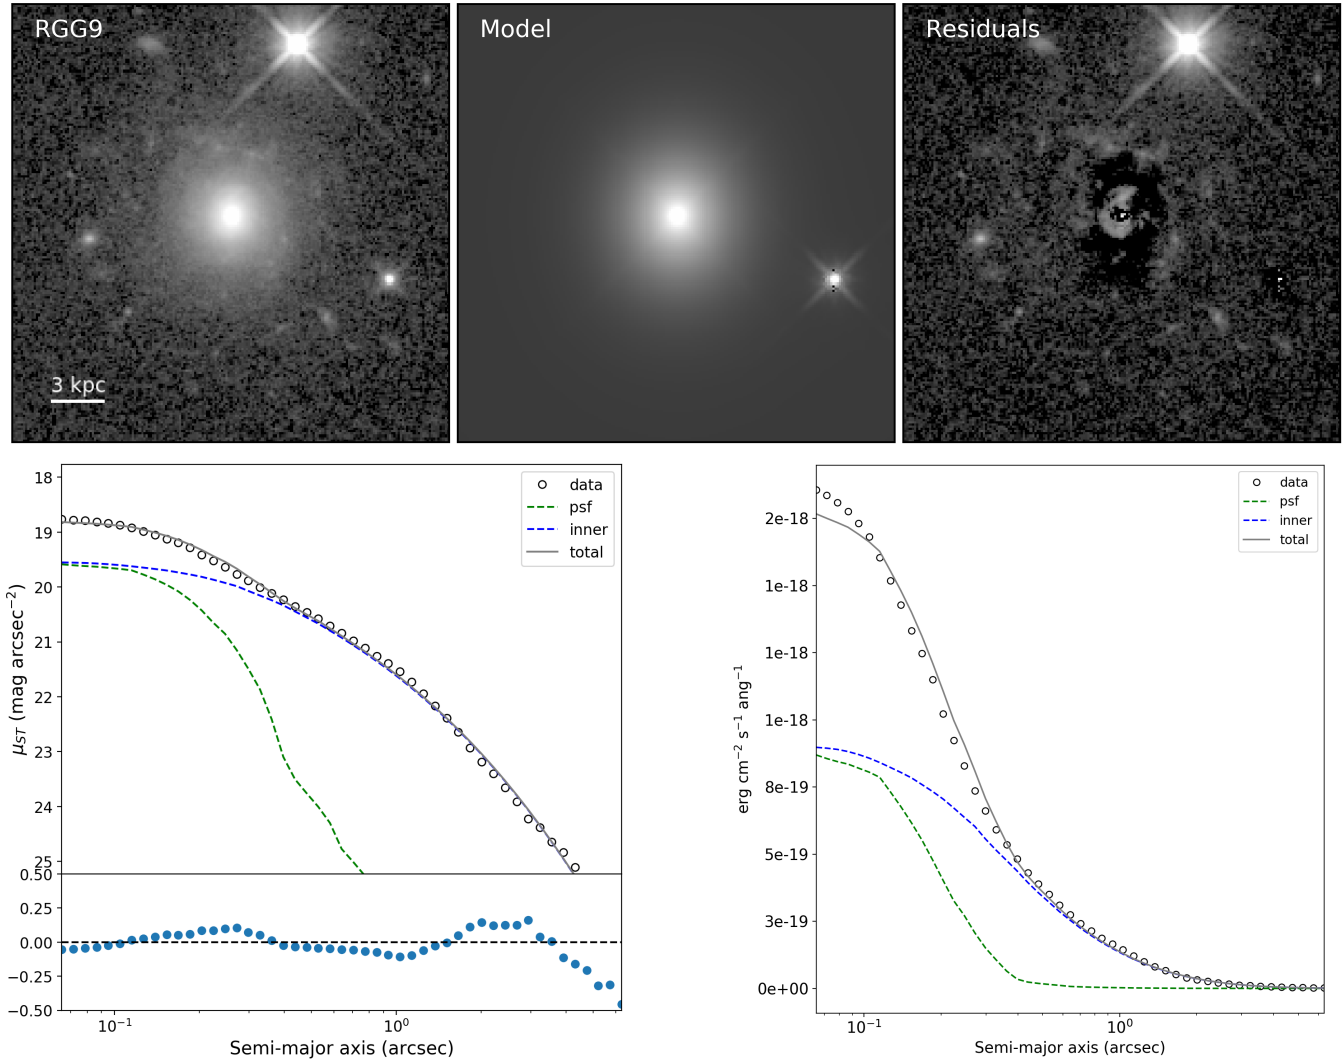 RGG9
Model
Residuals
3 kpc
18
19
20
21
22
23
24
25
μST (mag arcsec−2)
data
psf
inner
total
0.50
0.25
0.00
−0.25
−0.50
10−1
100
Semi-major axis (arcsec)
2e-18
1e-18
1e-18
1e-18
8e-19
5e-19
3e-19
0e+00
erg cm−2 s−1 ang−1
data
psf
inner
total
10−1
100
Semi-major axis (arcsec)